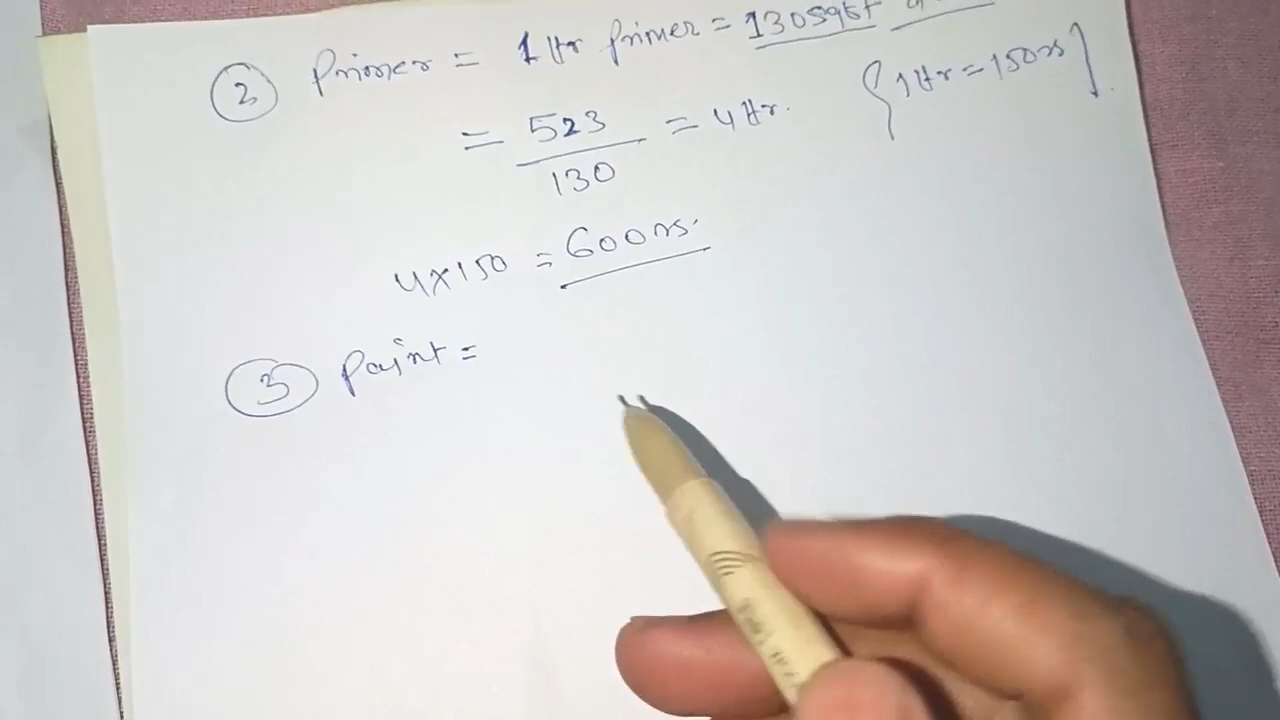 2 Primer = 1 Ltr Primer = 130 sqft
= 523 / 130 = 4 Ltr.
{ 1 Ltr = 150 rs }
4 x 150 = 600 rs.
3 Paint =